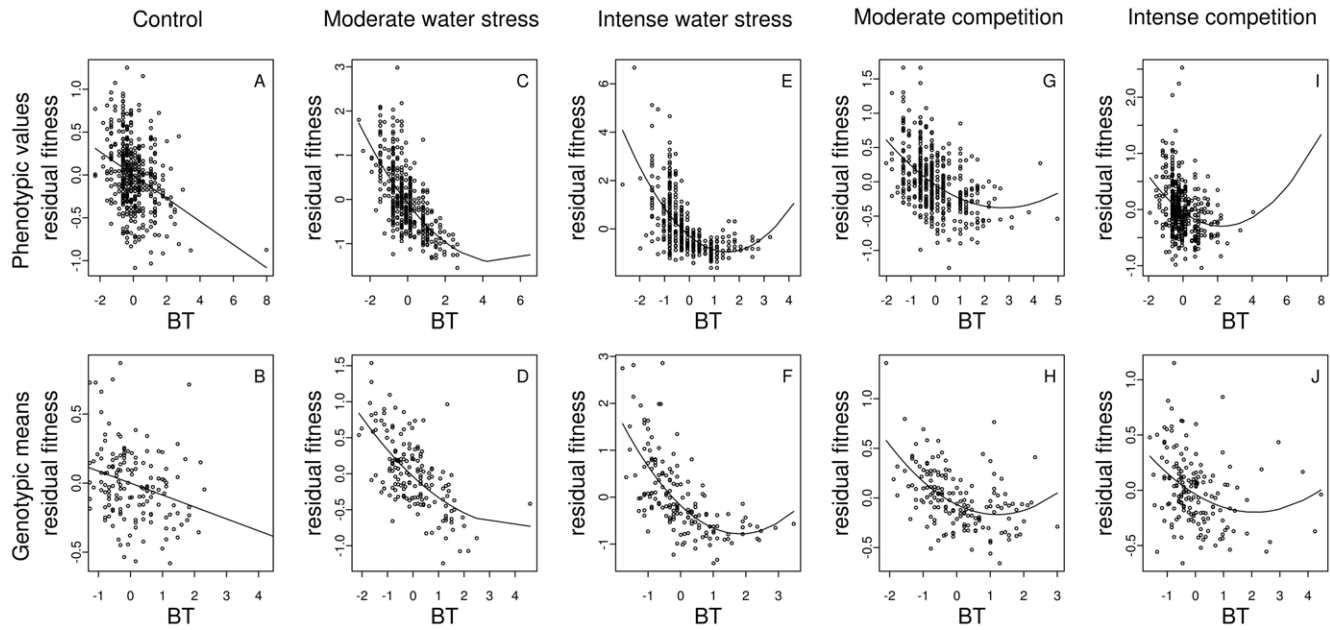 Control Moderate water stress Intense water stress Moderate competition Intense competition
Phenotypic values
residual fitness
1.0
0.5
0.0
-0.5
-1.0
A
-2 0 2 4 6 8
BT
residual fitness
3
2
1
0
-1
C
-2 0 2 4 6
BT
residual fitness
6
4
2
0
E
-2 -1 0 1 2 3 4
BT
residual fitness
1.5
1.0
0.5
0.0
-0.5
-1.0
G
-2 -1 0 1 2 3 4 5
BT
residual fitness
2.0
1.0
0.0
-1.0
I
-2 0 2 4 6 8
BT
Genotypic means
residual fitness
0.5
0.0
-0.5
B
-1 0 1 2 3 4
BT
residual fitness
1.5
1.0
0.5
0.0
-0.5
-1.0
D
-2 -1 0 1 2 3 4
BT
residual fitness
3
2
1
0
-1
F
-1 0 1 2 3
BT
residual fitness
1.0
0.5
0.0
-0.5
H
-2 -1 0 1 2 3
BT
residual fitness
1.0
0.5
0.0
-0.5
J
-1 0 1 2 3 4
BT